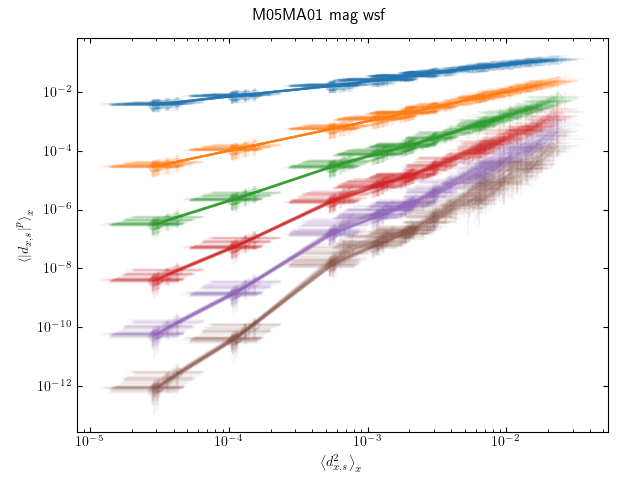 M05MA01 mag wsf
10⁻²
10⁻⁴
10⁻⁶
10⁻⁸
10⁻¹⁰
10⁻¹²
⟨|d_{x,s}|^p⟩_x
10⁻⁵ 10⁻⁴ 10⁻³ 10⁻²
⟨d²_{x,s}⟩_x